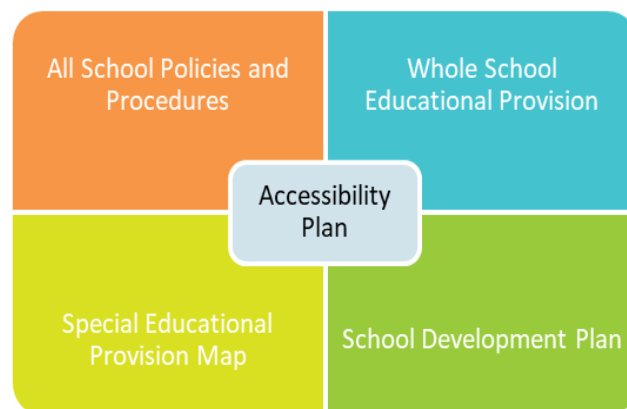 All School Policies and
Procedures
Whole School
Educational Provision
Accessibility
Plan
Special Educational
Provision Map
School Development Plan